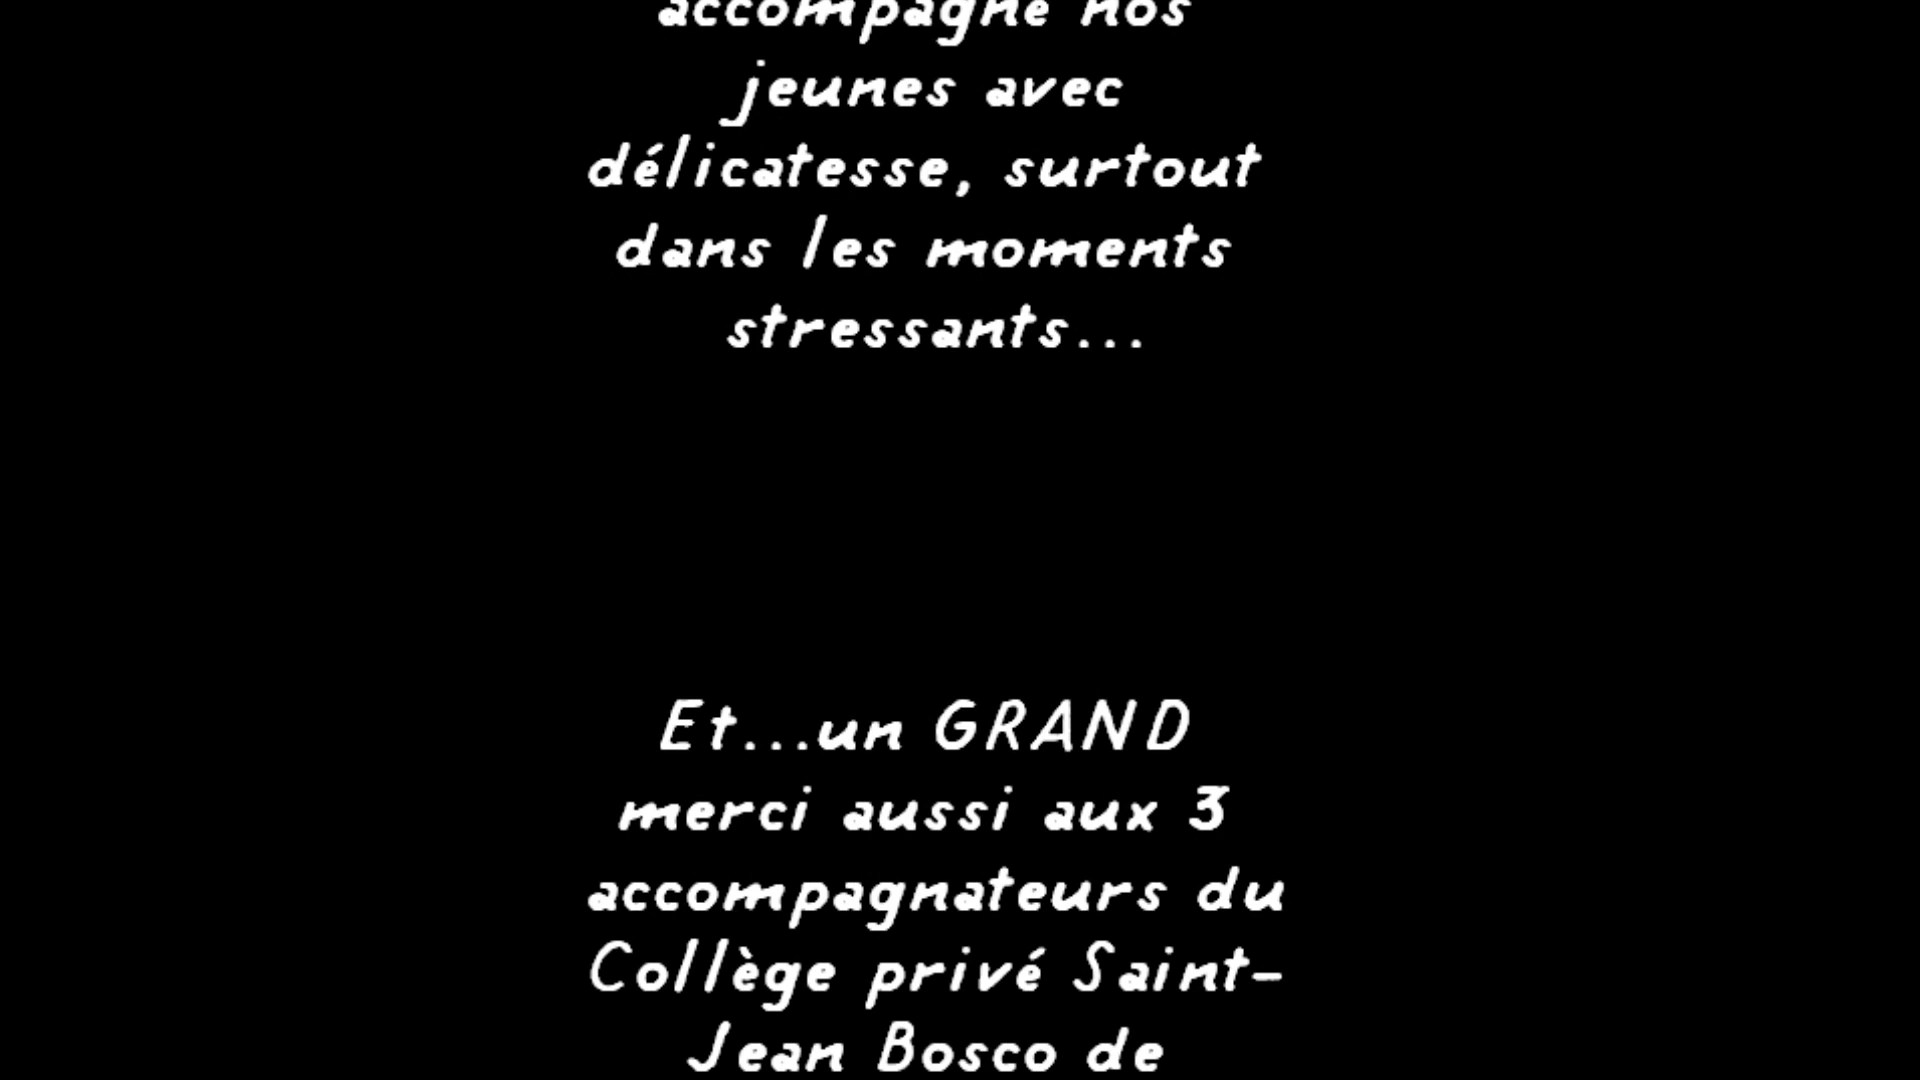 accompagne nos
jeunes avec
délicatesse, surtout
dans les moments
stressants...
Et...un GRAND
merci aussi aux 3
accompagnateurs du
Collège privé Saint-
Jean Bosco de